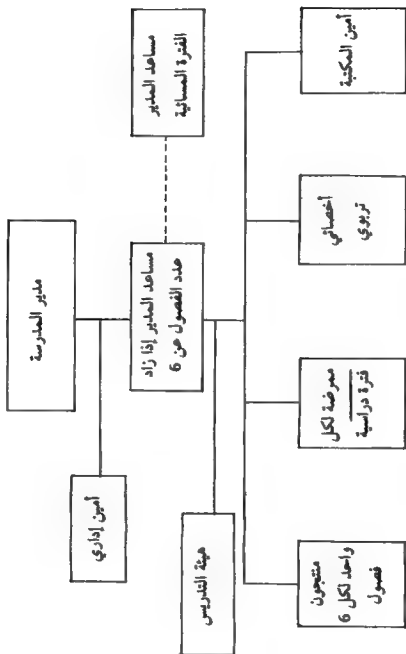 مدير المدرسة
أمين إداري
مساعد المدير إذا زاد
عدد الفصول عن 6
مساعد المدير
الفترة المسائية
هيئة التدريس
أمين المكتبة
أخصائي
تربوي
ممرضة لكل
فترة دراسية
منتجون
واحد لكل 6
فصول